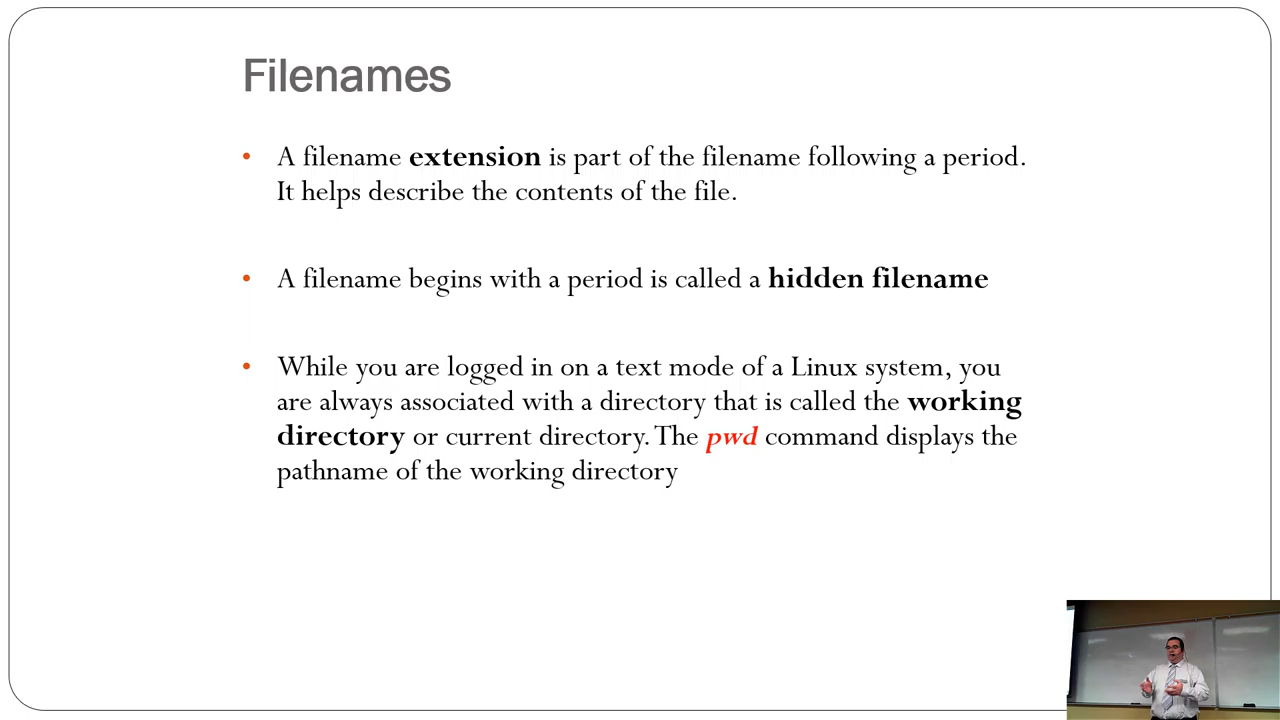 Filenames
• A filename extension is part of the filename following a period.
It helps describe the contents of the file.
• A filename begins with a period is called a hidden filename
• While you are logged in on a text mode of a Linux system, you
are always associated with a directory that is called the working
directory or current directory. The pwd command displays the
pathname of the working directory